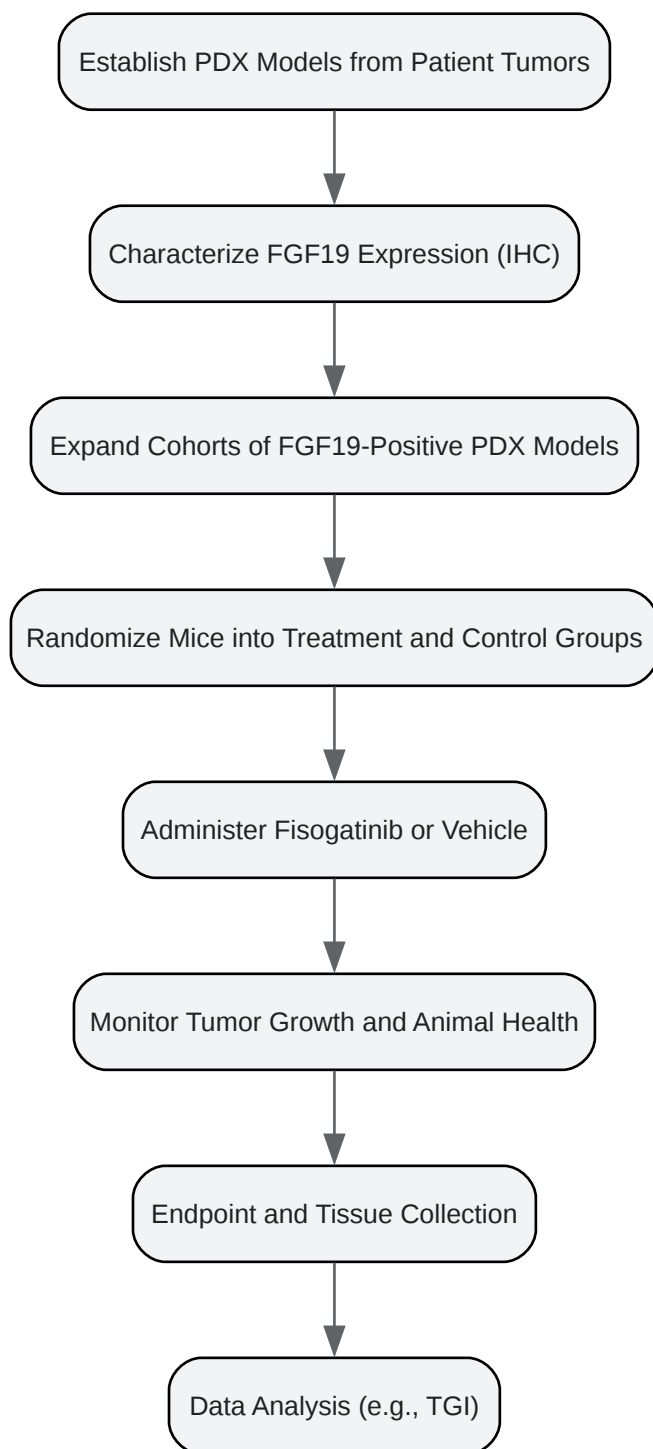 Establish PDX Models from Patient Tumors
Characterize FGF19 Expression (IHC)
Expand Cohorts of FGF19-Positive PDX Models
Randomize Mice into Treatment and Control Groups
Administer Fisogatinib or Vehicle
Monitor Tumor Growth and Animal Health
Endpoint and Tissue Collection
Data Analysis (e.g., TGI)